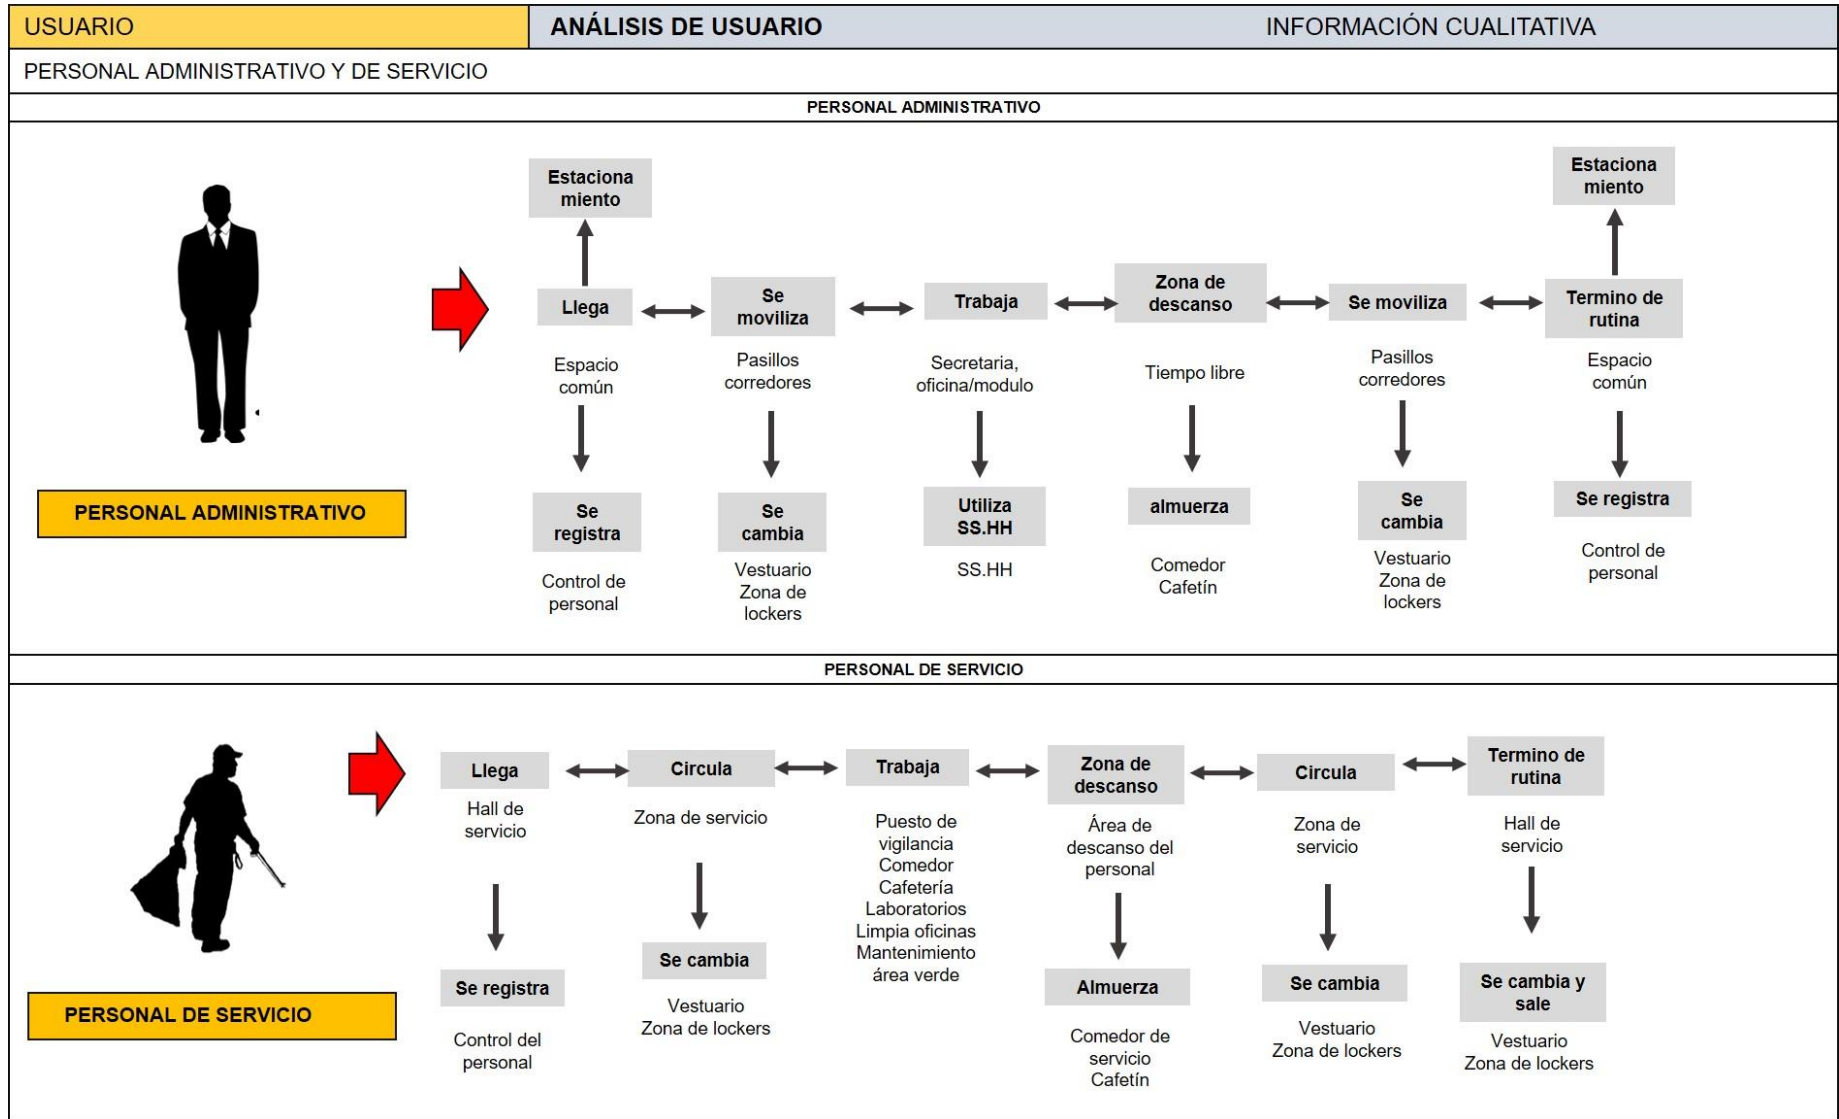 USUARIO
ANÁLISIS DE USUARIO
INFORMACIÓN CUALITATIVA
PERSONAL ADMINISTRATIVO Y DE SERVICIO
PERSONAL ADMINISTRATIVO
Estaciona
miento
Estaciona
miento
Llega
Se
moviliza
Trabaja
Zona de
descanso
Se moviliza
Termino de
rutina
Espacio
común
Pasillos
corredores
Secretaria,
oficina/modulo
Tiempo libre
Pasillos
corredores
Espacio
común
PERSONAL ADMINISTRATIVO
Se
registra
Se
cambia
Utiliza
SS.HH
almuerza
Se
cambia
Se registra
Control de
personal
Vestuario
Zona de
lockers
SS.HH
Comedor
Cafetín
Vestuario
Zona de
lockers
Control de
personal
PERSONAL DE SERVICIO
Llega
Circula
Trabaja
Zona de
descanso
Circula
Termino de
rutina
Hall de
servicio
Zona de servicio
Puesto de
vigilancia
Comedor
Cafetería
Laboratorios
Limpia oficinas
Mantenimiento
área verde
Área de
descanso del
personal
Zona de
servicio
Hall de
servicio
PERSONAL DE SERVICIO
Se registra
Se cambia
Almuerza
Se cambia
Se cambia y
sale
Control del
personal
Vestuario
Zona de lockers
Comedor de
servicio
Cafetín
Vestuario
Zona de lockers
Vestuario
Zona de lockers